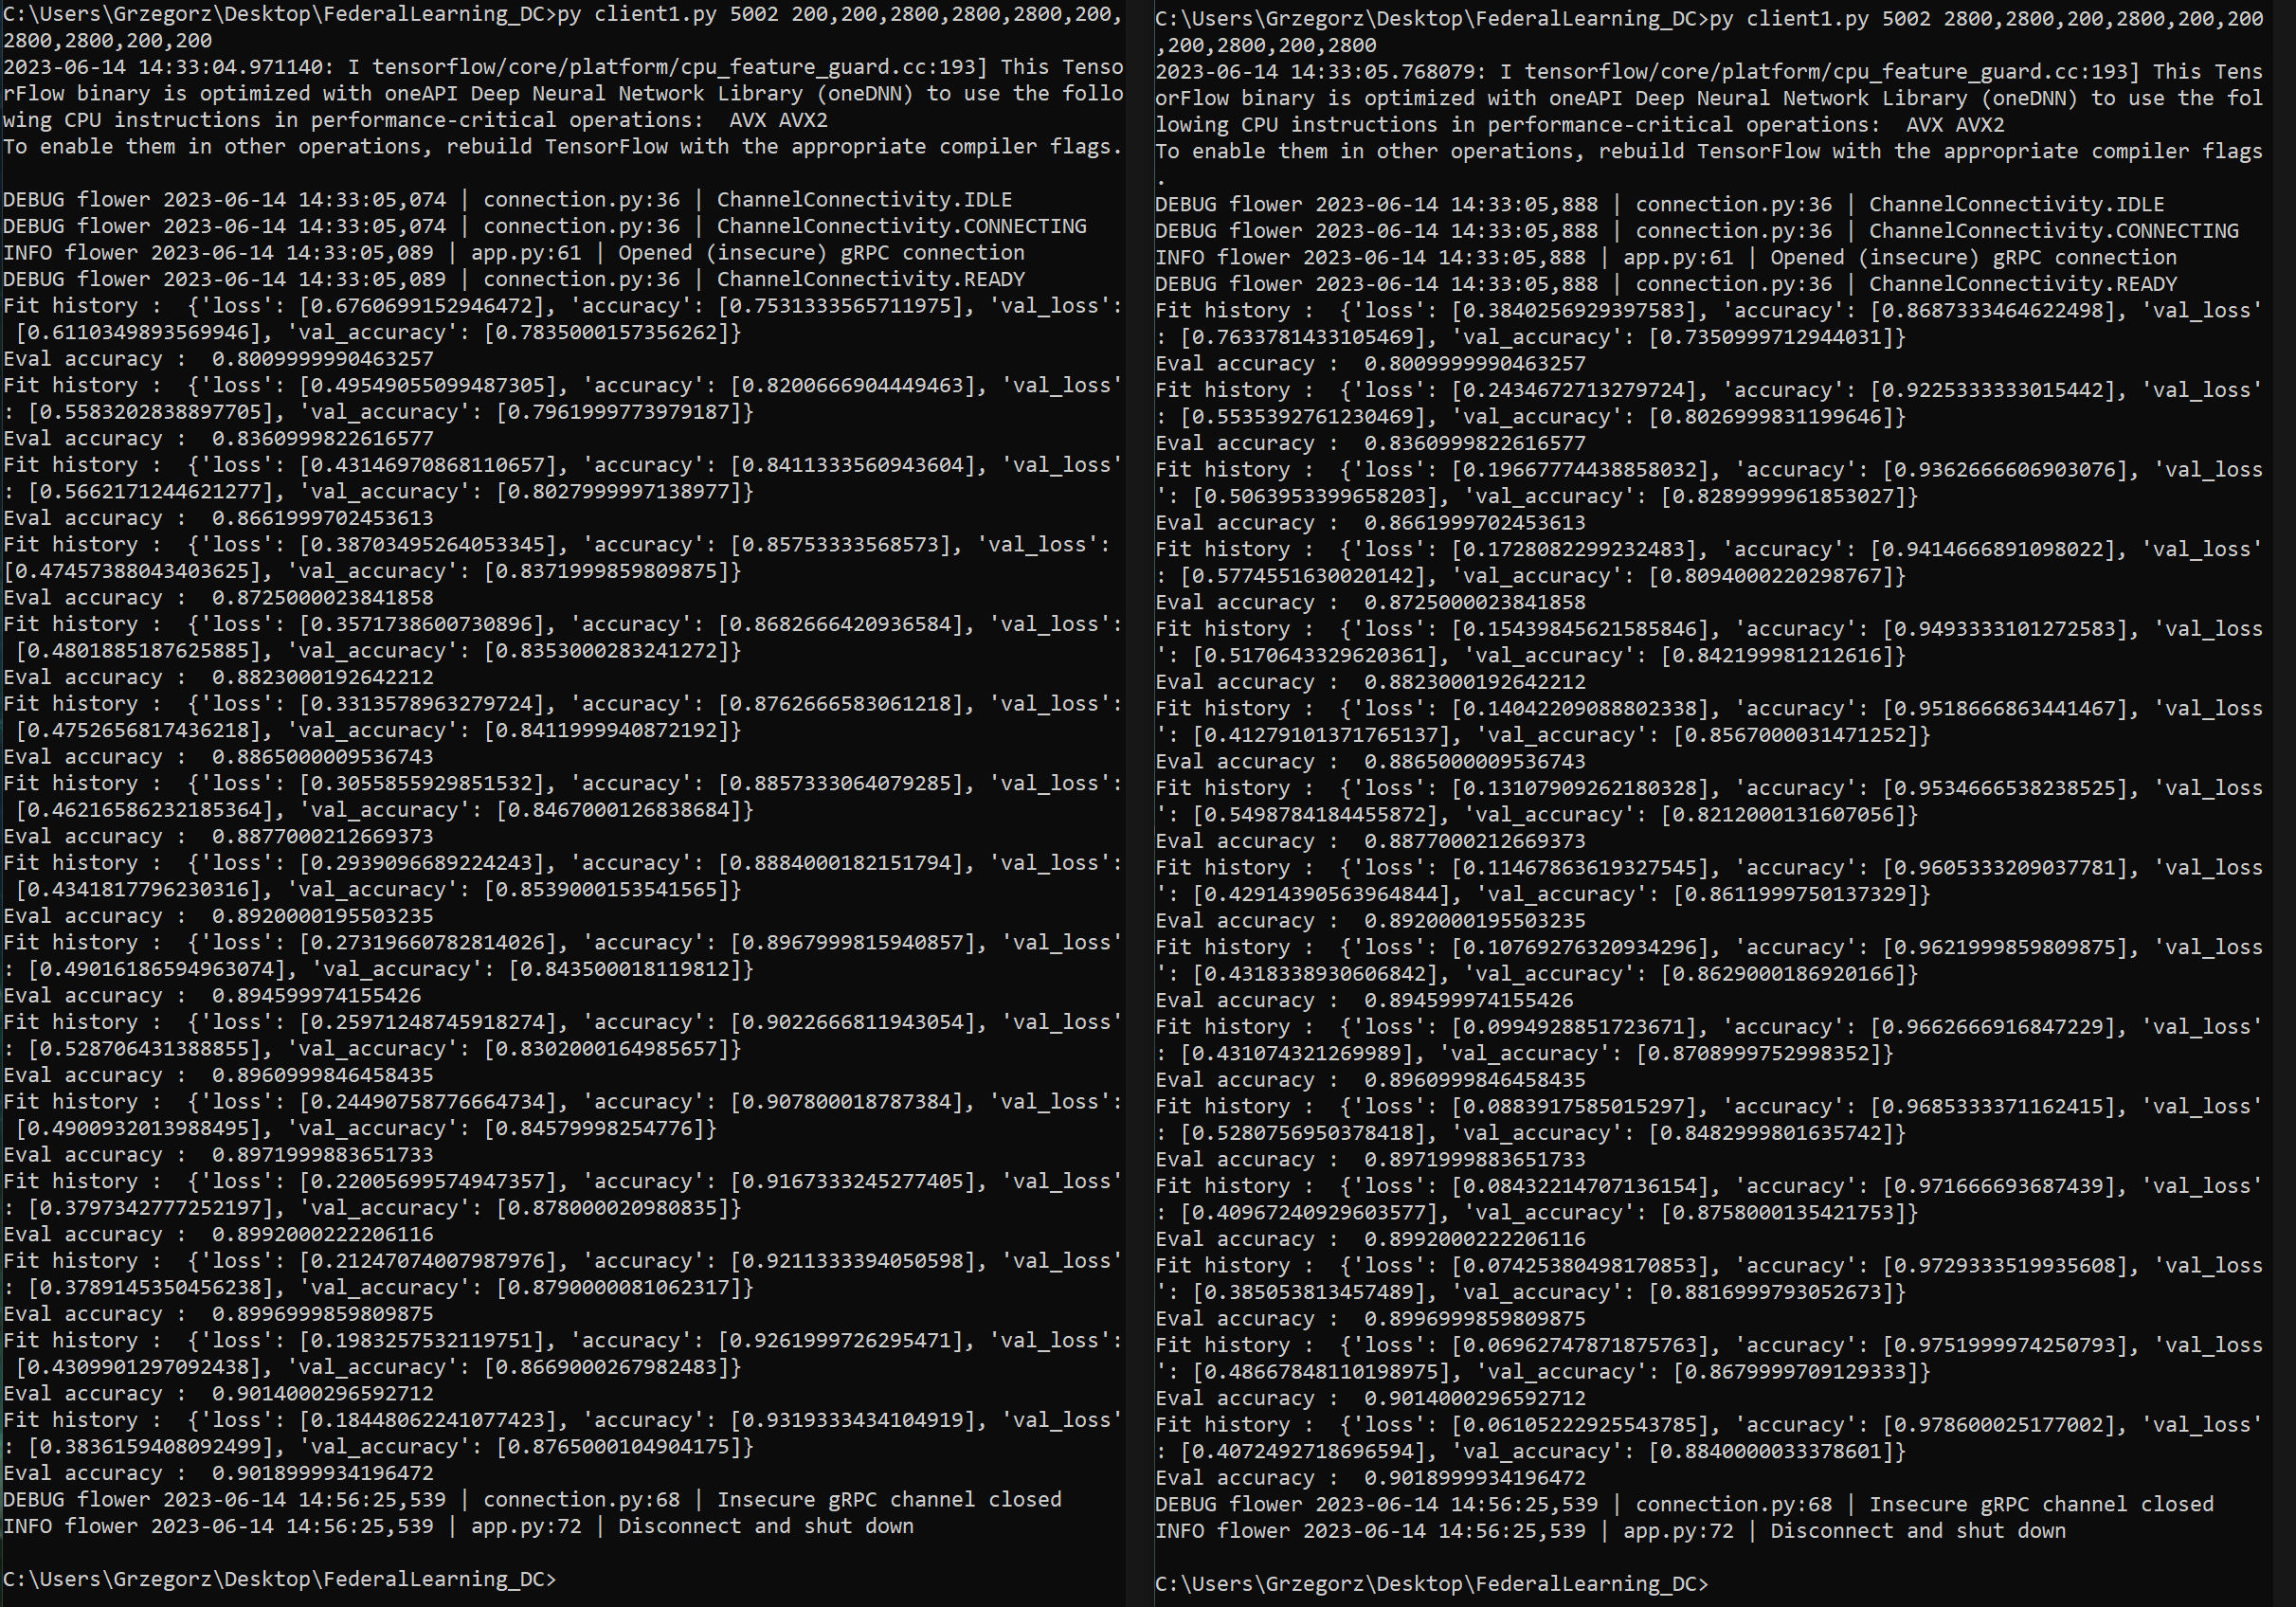 C:\Users\Grzegorz\Desktop\FederalLearning_DC>py client1.py 5002 200,200,2800,2800,2800,200,
2800,2800,200,200
2023-06-14 14:33:04.971140: I tensorflow/core/platform/cpu_feature_guard.cc:193] This Tenso
rFlow binary is optimized with oneAPI Deep Neural Network Library (oneDNN) to use the follo
wing CPU instructions in performance-critical operations:  AVX AVX2
To enable them in other operations, rebuild TensorFlow with the appropriate compiler flags.
DEBUG flower 2023-06-14 14:33:05,074 | connection.py:36 | ChannelConnectivity.IDLE
DEBUG flower 2023-06-14 14:33:05,074 | connection.py:36 | ChannelConnectivity.CONNECTING
INFO flower 2023-06-14 14:33:05,089 | app.py:61 | Opened (insecure) gRPC connection
DEBUG flower 2023-06-14 14:33:05,089 | connection.py:36 | ChannelConnectivity.READY
Fit history :  {'loss': [0.6760699152946472], 'accuracy': [0.7531333565711975], 'val_loss':
 [0.6110349893569946], 'val_accuracy': [0.7835000157356262]}
Eval accuracy :  0.8009999990463257
Fit history :  {'loss': [0.49549055099487305], 'accuracy': [0.8200666904449463], 'val_loss'
: [0.5583202838897705], 'val_accuracy': [0.7961999773979187]}
Eval accuracy :  0.8360999822616577
Fit history :  {'loss': [0.43146970868110657], 'accuracy': [0.8411333560943604], 'val_loss'
: [0.5662171244621277], 'val_accuracy': [0.8027999997138977]}
Eval accuracy :  0.8661999702453613
Fit history :  {'loss': [0.38703495264053345], 'accuracy': [0.85753333568573], 'val_loss':
[0.47457388043403625], 'val_accuracy': [0.8371999859809875]}
Eval accuracy :  0.8725000023841858
Fit history :  {'loss': [0.3571738600730896], 'accuracy': [0.8682666420936584], 'val_loss':
 [0.4801885187625885], 'val_accuracy': [0.8353000283241272]}
Eval accuracy :  0.8823000192642212
Fit history :  {'loss': [0.3313578963279724], 'accuracy': [0.8762666583061218], 'val_loss':
 [0.4752656817436218], 'val_accuracy': [0.8411999940872192]}
Eval accuracy :  0.8865000009536743
Fit history :  {'loss': [0.3055855929851532], 'accuracy': [0.8857333064079285], 'val_loss':
 [0.46216586232185364], 'val_accuracy': [0.8467000126838684]}
Eval accuracy :  0.8877000212669373
Fit history :  {'loss': [0.2939096689224243], 'accuracy': [0.8884000182151794], 'val_loss':
 [0.4341817796230316], 'val_accuracy': [0.8539000153541565]}
Eval accuracy :  0.8920000195503235
Fit history :  {'loss': [0.27319660782814026], 'accuracy': [0.8967999815940857], 'val_loss'
: [0.49016186594963074], 'val_accuracy': [0.843500018119812]}
Eval accuracy :  0.894599974155426
Fit history :  {'loss': [0.25971248745918274], 'accuracy': [0.9022666811943054], 'val_loss'
: [0.528706431388855], 'val_accuracy': [0.8302000164985657]}
Eval accuracy :  0.8960999846458435
Fit history :  {'loss': [0.24490758776664734], 'accuracy': [0.907800018787384], 'val_loss':
 [0.4900932013988495], 'val_accuracy': [0.84579998254776]}
Eval accuracy :  0.8971999883651733
Fit history :  {'loss': [0.22005699574947357], 'accuracy': [0.9167333245277405], 'val_loss'
: [0.3797342777252197], 'val_accuracy': [0.878000020980835]}
Eval accuracy :  0.8992000222206116
Fit history :  {'loss': [0.21247074007987976], 'accuracy': [0.9211333394050598], 'val_loss'
: [0.3789145350456238], 'val_accuracy': [0.8790000081062317]}
Eval accuracy :  0.8996999859809875
Fit history :  {'loss': [0.1983257532119751], 'accuracy': [0.9261999726295471], 'val_loss':
 [0.4309901297092438], 'val_accuracy': [0.8669000267982483]}
Eval accuracy :  0.9014000296592712
Fit history :  {'loss': [0.18448062241077423], 'accuracy': [0.9319333434104919], 'val_loss'
: [0.3836159408092499], 'val_accuracy': [0.8765000104904175]}
Eval accuracy :  0.9018999934196472
DEBUG flower 2023-06-14 14:56:25,539 | connection.py:68 | Insecure gRPC channel closed
INFO flower 2023-06-14 14:56:25,539 | app.py:72 | Disconnect and shut down
C:\Users\Grzegorz\Desktop\FederalLearning_DC>
C:\Users\Grzegorz\Desktop\FederalLearning_DC>py client1.py 5002 2800,2800,200,2800,200,200
,200,2800,200,2800
2023-06-14 14:33:05.768079: I tensorflow/core/platform/cpu_feature_guard.cc:193] This Tens
orFlow binary is optimized with oneAPI Deep Neural Network Library (oneDNN) to use the fol
lowing CPU instructions in performance-critical operations:  AVX AVX2
To enable them in other operations, rebuild TensorFlow with the appropriate compiler flags
.
DEBUG flower 2023-06-14 14:33:05,888 | connection.py:36 | ChannelConnectivity.IDLE
DEBUG flower 2023-06-14 14:33:05,888 | connection.py:36 | ChannelConnectivity.CONNECTING
INFO flower 2023-06-14 14:33:05,888 | app.py:61 | Opened (insecure) gRPC connection
DEBUG flower 2023-06-14 14:33:05,888 | connection.py:36 | ChannelConnectivity.READY
Fit history :  {'loss': [0.3840256929397583], 'accuracy': [0.8687333464622498], 'val_loss'
: [0.7633781433105469], 'val_accuracy': [0.7350999712944031]}
Eval accuracy :  0.8009999990463257
Fit history :  {'loss': [0.2434672713279724], 'accuracy': [0.9225333333015442], 'val_loss'
: [0.5535392761230469], 'val_accuracy': [0.8026999831199646]}
Eval accuracy :  0.8360999822616577
Fit history :  {'loss': [0.19667774438858032], 'accuracy': [0.9362666606903076], 'val_loss
': [0.5063953399658203], 'val_accuracy': [0.8289999961853027]}
Eval accuracy :  0.8661999702453613
Fit history :  {'loss': [0.1728082299232483], 'accuracy': [0.9414666891098022], 'val_loss'
: [0.5774551630020142], 'val_accuracy': [0.8094000220298767]}
Eval accuracy :  0.8725000023841858
Fit history :  {'loss': [0.15439845621585846], 'accuracy': [0.9493333101272583], 'val_loss
': [0.5170643329620361], 'val_accuracy': [0.842199981212616]}
Eval accuracy :  0.8823000192642212
Fit history :  {'loss': [0.14042209088802338], 'accuracy': [0.9518666863441467], 'val_loss
': [0.41279101371765137], 'val_accuracy': [0.8567000031471252]}
Eval accuracy :  0.8865000009536743
Fit history :  {'loss': [0.13107909262180328], 'accuracy': [0.9534666538238525], 'val_loss
': [0.5498784184455872], 'val_accuracy': [0.8212000131607056]}
Eval accuracy :  0.8877000212669373
Fit history :  {'loss': [0.11467863619327545], 'accuracy': [0.9605333209037781], 'val_loss
': [0.42914390563964844], 'val_accuracy': [0.8611999750137329]}
Eval accuracy :  0.8920000195503235
Fit history :  {'loss': [0.10769276320934296], 'accuracy': [0.9621999859809875], 'val_loss
': [0.4318338930606842], 'val_accuracy': [0.8629000186920166]}
Eval accuracy :  0.894599974155426
Fit history :  {'loss': [0.0994928851723671], 'accuracy': [0.9662666916847229], 'val_loss'
: [0.431074321269989], 'val_accuracy': [0.8708999752998352]}
Eval accuracy :  0.8960999846458435
Fit history :  {'loss': [0.0883917585015297], 'accuracy': [0.9685333371162415], 'val_loss'
: [0.5280756950378418], 'val_accuracy': [0.8482999801635742]}
Eval accuracy :  0.8971999883651733
Fit history :  {'loss': [0.08432214707136154], 'accuracy': [0.971666693687439], 'val_loss'
: [0.40967240929603577], 'val_accuracy': [0.8758000135421753]}
Eval accuracy :  0.8992000222206116
Fit history :  {'loss': [0.07425380498170853], 'accuracy': [0.9729333519935608], 'val_loss
': [0.385053813457489], 'val_accuracy': [0.8816999793052673]}
Eval accuracy :  0.8996999859809875
Fit history :  {'loss': [0.069627478718757​63], 'accuracy': [0.9751999974250793], 'val_loss
': [0.48667848110198975], 'val_accuracy': [0.8679999709129333]}
Eval accuracy :  0.9014000296592712
Fit history :  {'loss': [0.06105222925543785], 'accuracy': [0.978600025177002], 'val_loss'
: [0.4072492718696594], 'val_accuracy': [0.8840000033378601]}
Eval accuracy :  0.9018999934196472
DEBUG flower 2023-06-14 14:56:25,539 | connection.py:68 | Insecure gRPC channel closed
INFO flower 2023-06-14 14:56:25,539 | app.py:72 | Disconnect and shut down
C:\Users\Grzegorz\Desktop\FederalLearning_DC>